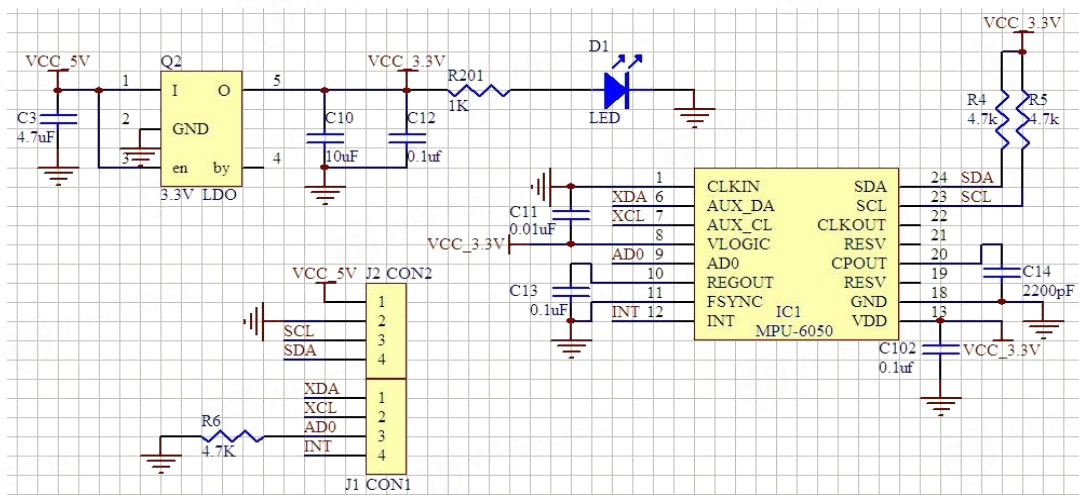 VCC_5V
Q2
VCC_3.3V
D1
LED
R201
1K
1
I
O
5
2
GND
3
en
by
4
3.3V LDO
C3
4.7uF
C10
10uF
C12
0.1uf
VCC_3.3V
R4
4.7k
R5
4.7k
1
CLKIN
XDA 6
AUX_DA
XCL 7
AUX_CL
VCC_3.3V
8
VLOGIC
AD0 9
AD0
10
REGOUT
11
FSYNC
INT 12
INT
SDA
24 SDA
SCL
23 SCL
CLKOUT
22
RESV
21
CPOUT
20
RESV
19
GND
18
VDD
13
IC1
MPU-6050
C11
0.01uF
C13
0.1uF
C14
2200pF
C102
0.1uf
VCC_3.3V
VCC_5V
J2 CON2
1
2
SCL
3
SDA
4
XDA
1
XCL
2
AD0
3
INT
4
R6
4.7K
J1 CON1